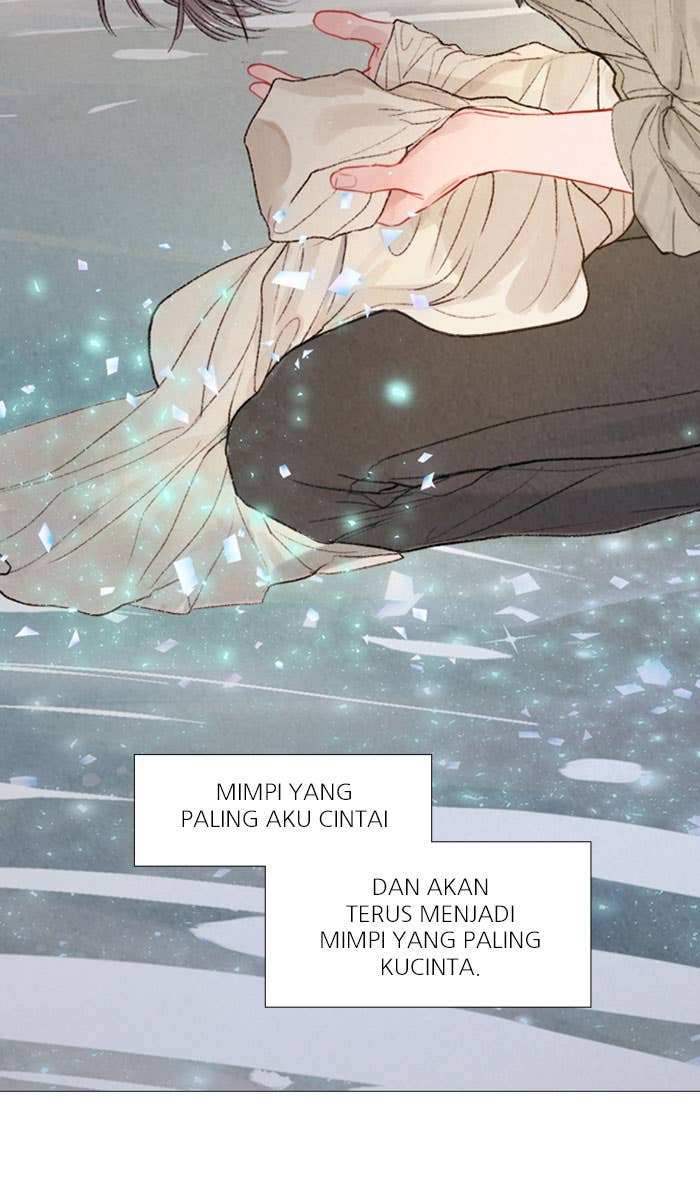 MIMPI YANG
PALING AKU CINTAI
DAN AKAN
TERUS MENJADI
MIMPI YANG PALING
KUCINTA.